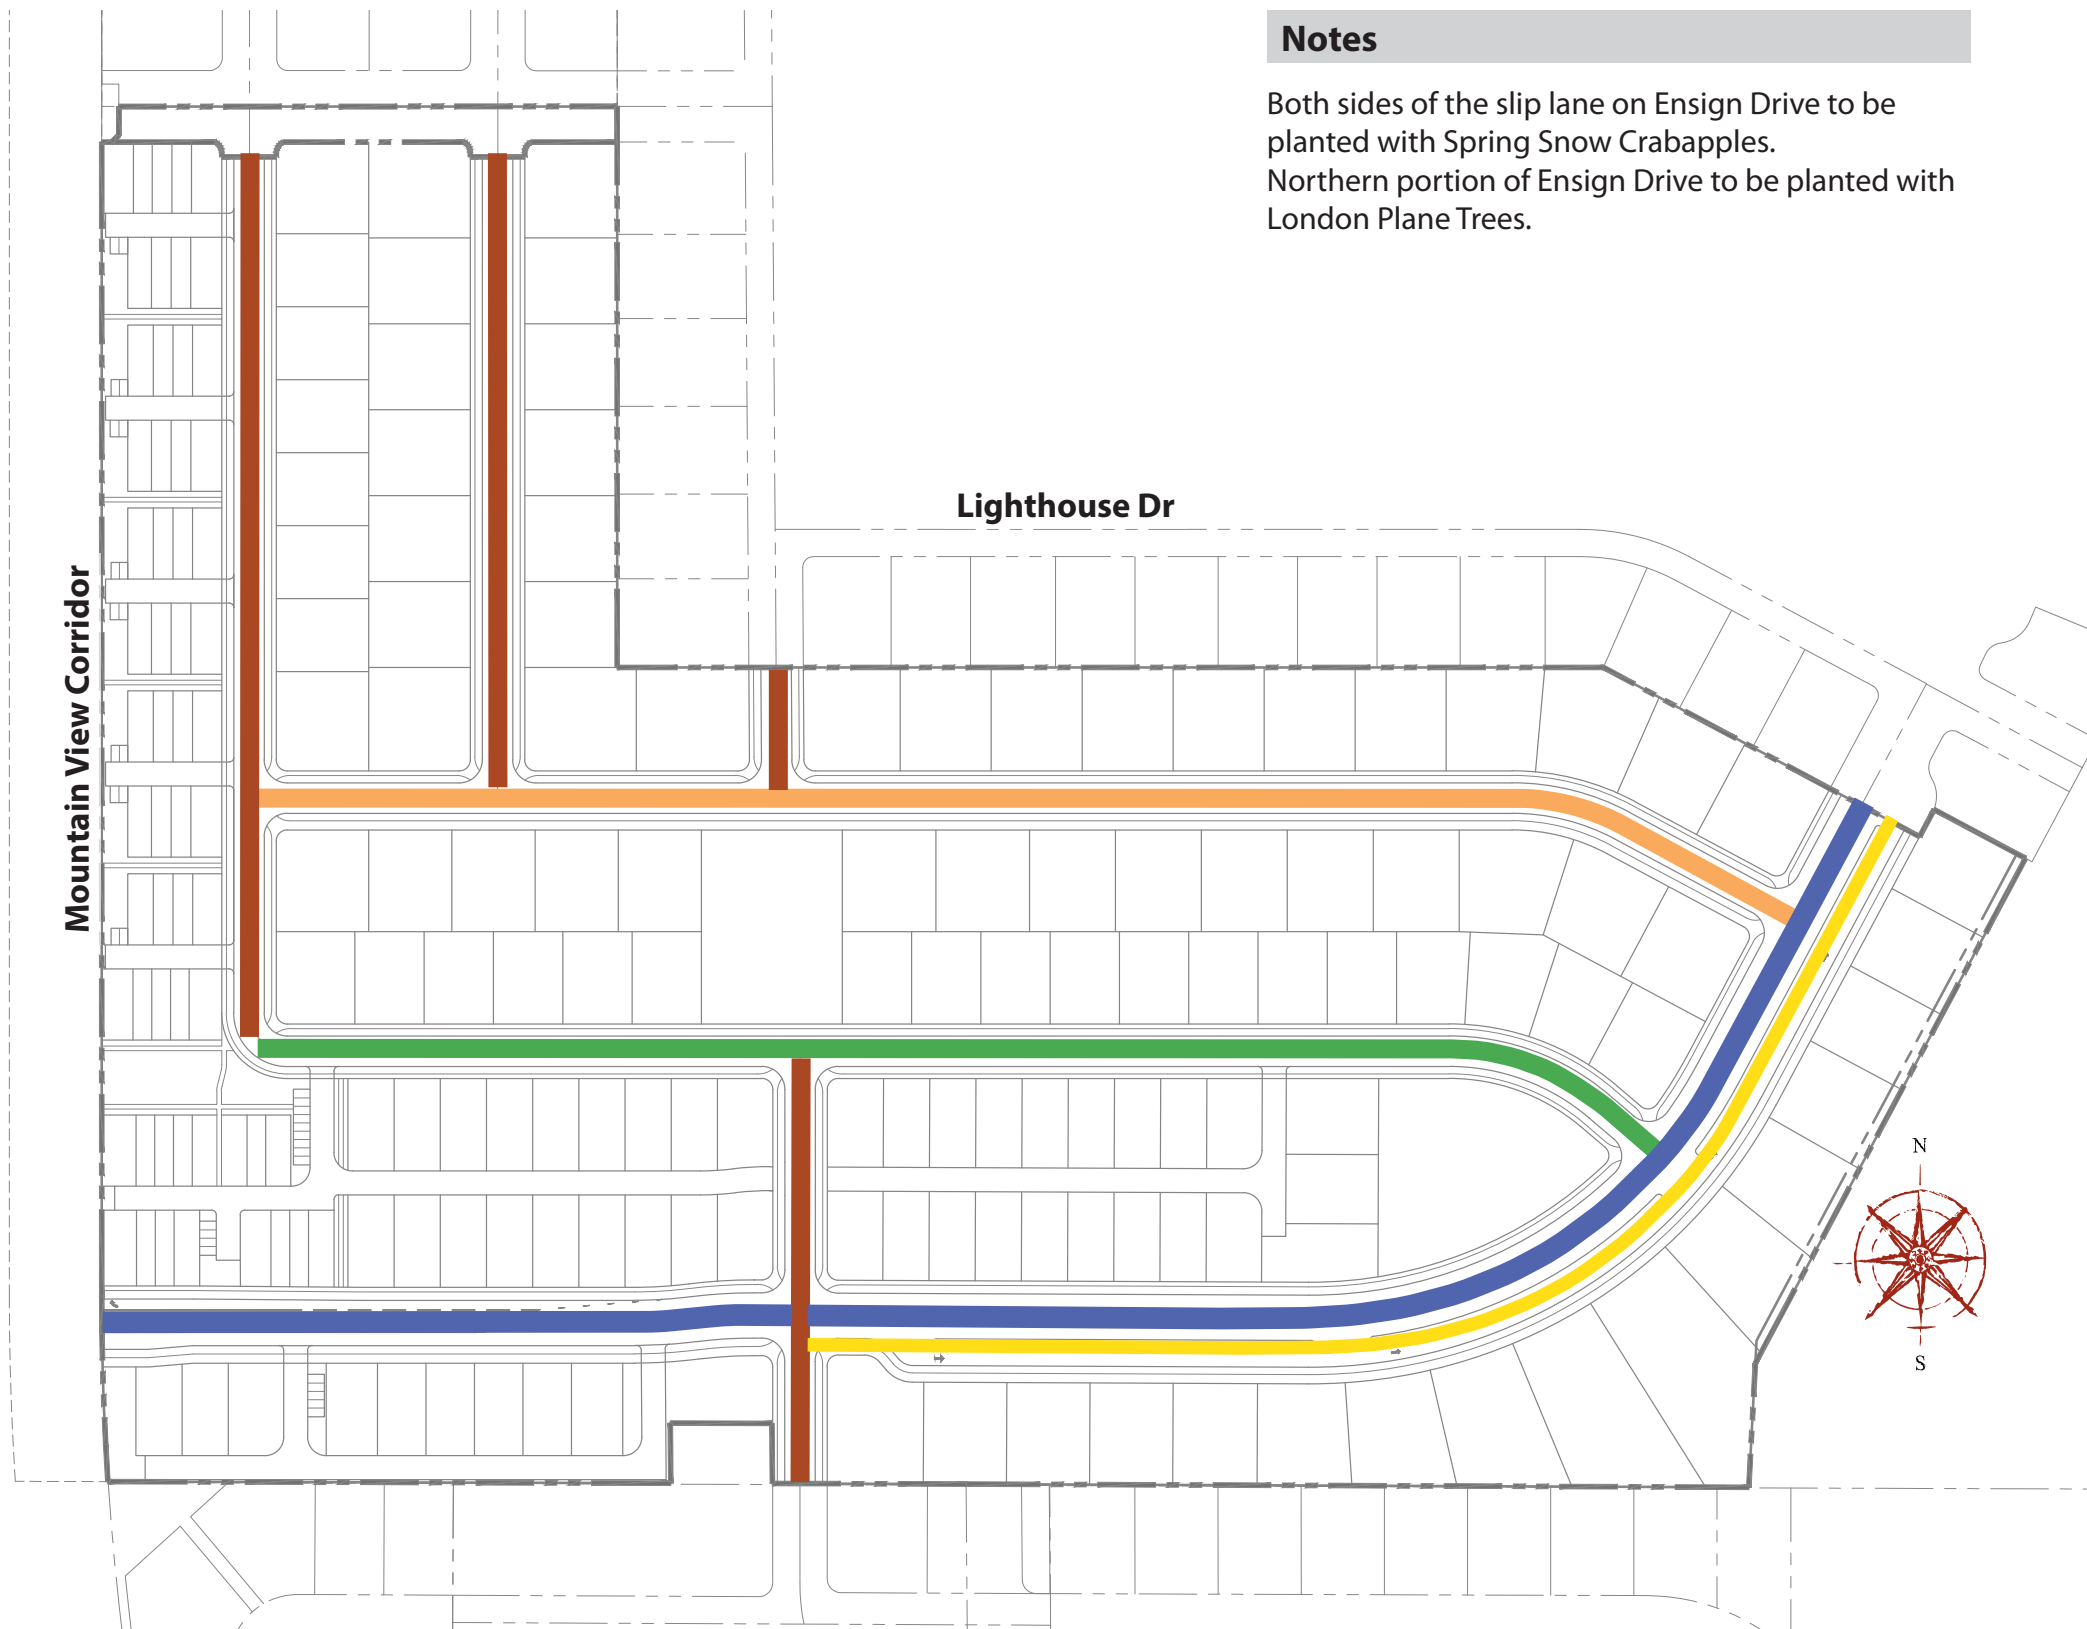 Notes
Both sides of the slip lane on Ensign Drive to be
planted with Spring Snow Crabapples.
Northern portion of Ensign Drive to be planted with
London Plane Trees.
Lighthouse Dr
Mountain View Corridor
N
S